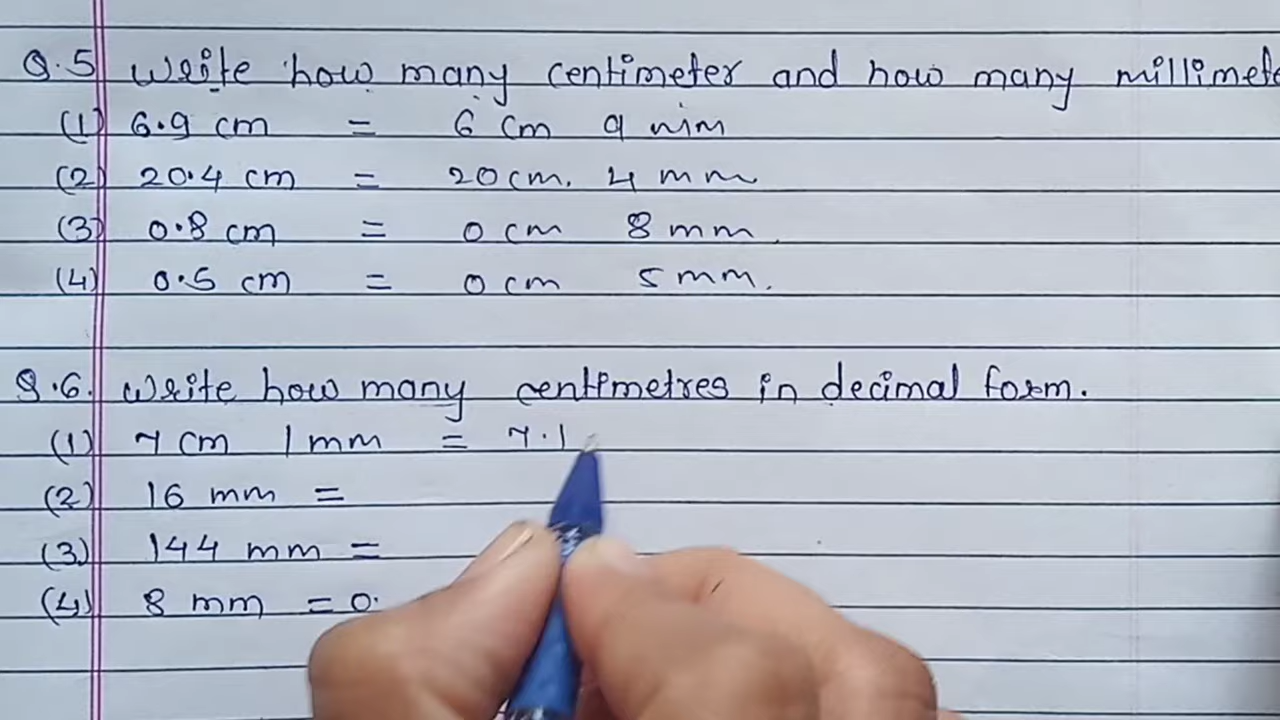 Q.5 Write how many centimeter and how many millimete
(1) 6.9 cm = 6 cm 9 mm
(2) 20.4 cm = 20 cm. 4 mm
(3) 0.8 cm = 0 cm 8 mm.
(4) 0.5 cm = 0 cm 5 mm.
Q.6. Write how many centimetres in decimal form.
(1) 7 cm 1 mm = 7.1
(2) 16 mm =
(3) 144 mm =
(4) 8 mm = 0.